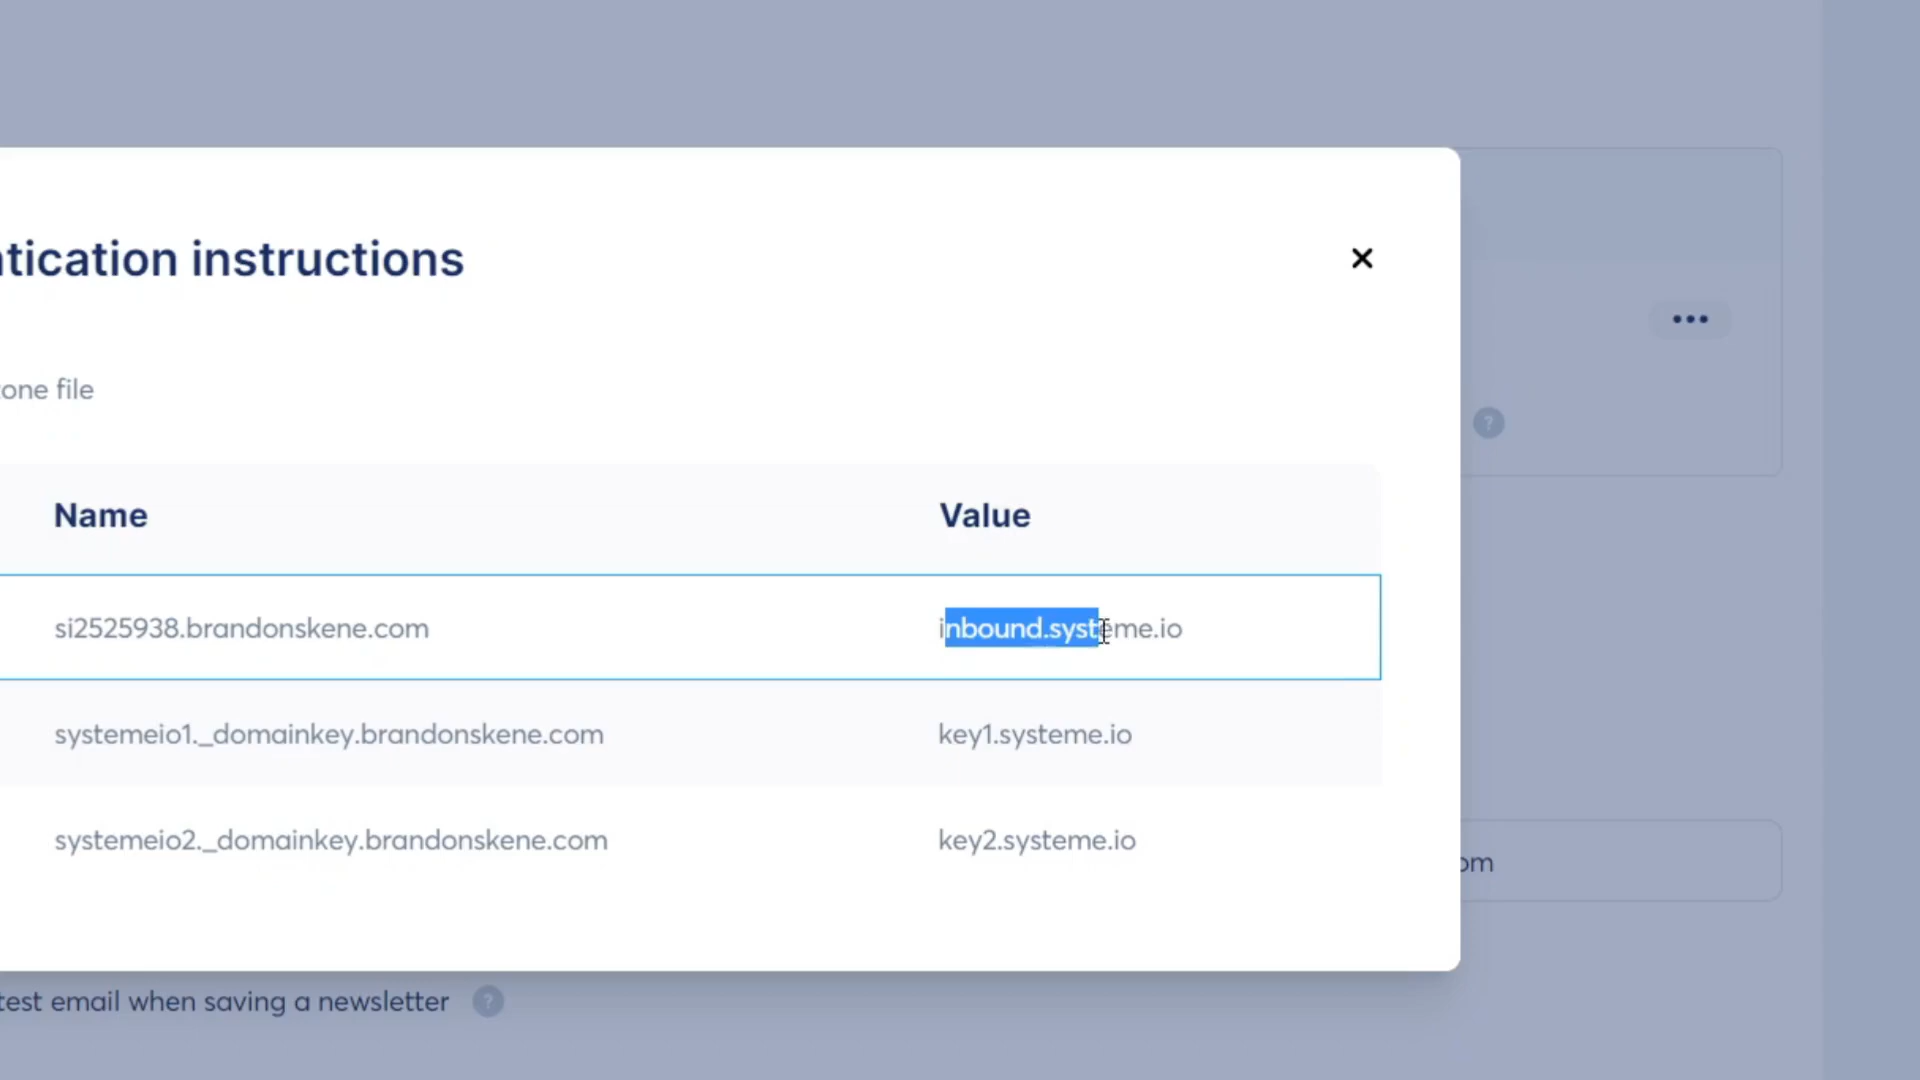 tication instructions
one file
Name Value
si2525938.brandonskene.com inbound.systeme.io
systemeio1._domainkey.brandonskene.com key1.systeme.io
systemeio2._domainkey.brandonskene.com key2.systeme.io
om
test email when saving a newsletter